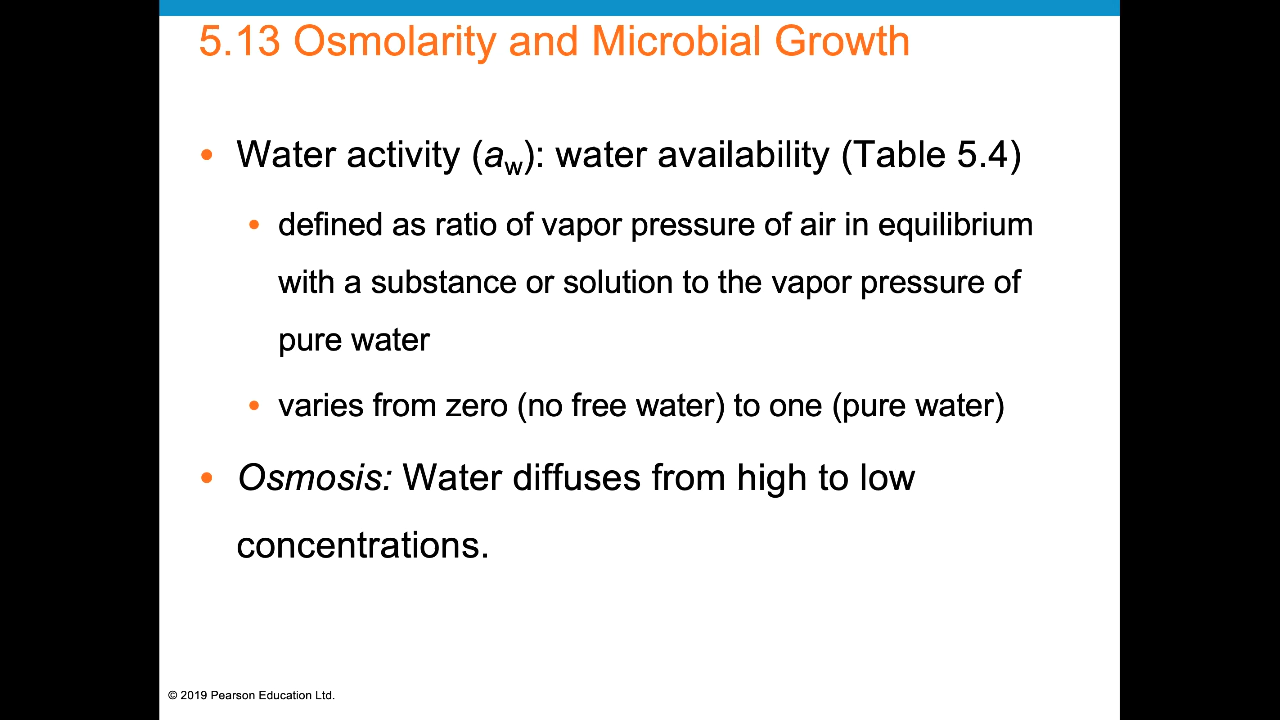 5.13 Osmolarity and Microbial Growth
• Water activity (aw): water availability (Table 5.4)
• defined as ratio of vapor pressure of air in equilibrium
with a substance or solution to the vapor pressure of
pure water
• varies from zero (no free water) to one (pure water)
• Osmosis: Water diffuses from high to low
concentrations.
© 2019 Pearson Education Ltd.